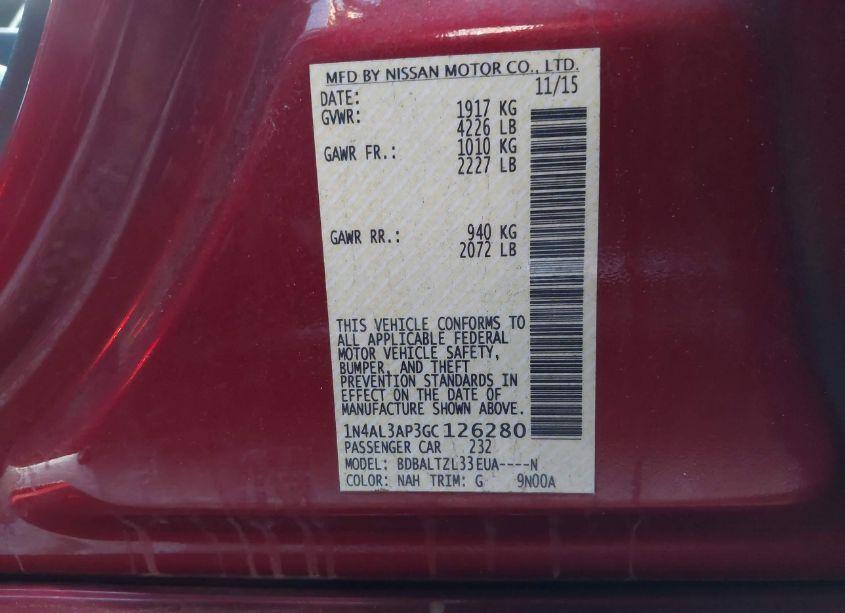 MFD BY NISSAN MOTOR CO., LTD.
DATE: 11/15
GVWR: 1917 KG
4226 LB
GAWR FR.: 1010 KG
2227 LB
GAWR RR.: 940 KG
2072 LB
THIS VEHICLE CONFORMS TO
ALL APPLICABLE FEDERAL
MOTOR VEHICLE SAFETY,
BUMPER, AND THEFT
PREVENTION STANDARDS IN
EFFECT ON THE DATE OF
MANUFACTURE SHOWN ABOVE.
1N4AL3AP3GC126280
PASSENGER CAR 232
MODEL: BDBALTZL33EUA----N
COLOR: NAH TRIM: G 9N00A